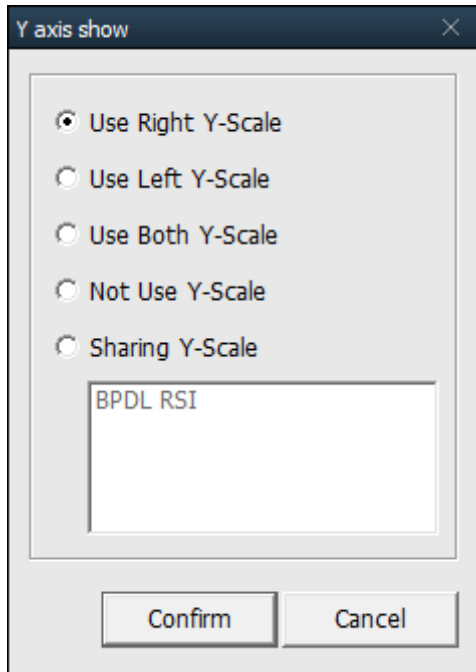 Y axis show
Use Right Y-Scale
Use Left Y-Scale
Use Both Y-Scale
Not Use Y-Scale
Sharing Y-Scale
BPDL RSI
Confirm
Cancel